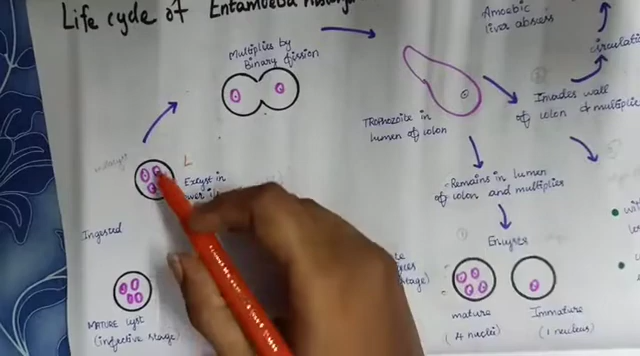 Life cycle of Entamoeba
Multiplies by
Binary fission
Amoebic
liver abscess
Trophozoite in
lumen of colon
Invades wall
of colon & multiplies
Excyst in
Remains in lumen
of colon and multiplies
Ingested
Encystes
MATURE cyst
(infective stage)
mature
(4 nuclei)
Immature
(1 nucleus)